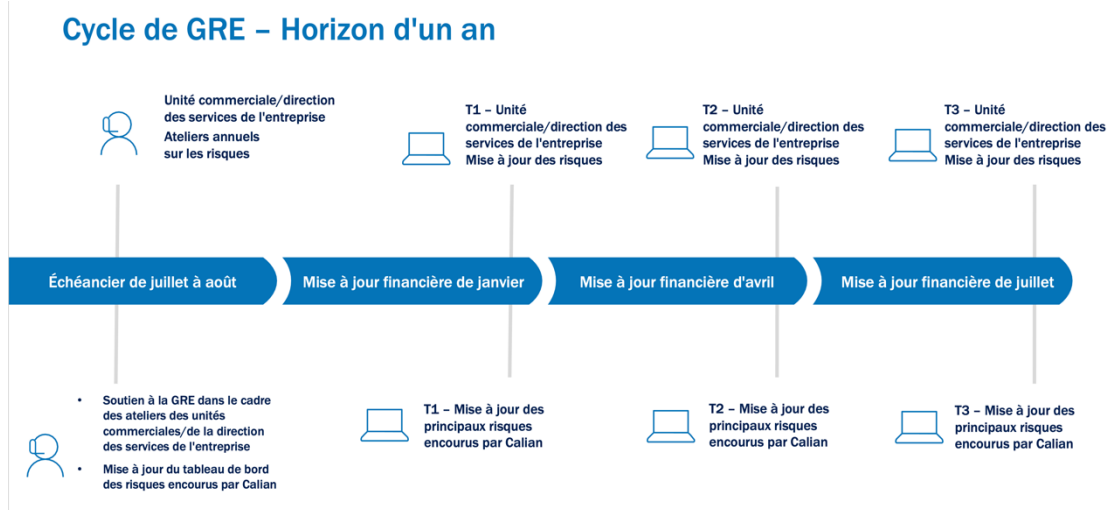 Cycle de GRE – Horizon d'un an
Unité commerciale/direction
des services de l'entreprise
Ateliers annuels
sur les risques
T1 – Unité
commerciale/direction des
services de l'entreprise
Mise à jour des risques
T2 – Unité
commerciale/direction des
services de l'entreprise
Mise à jour des risques
T3 – Unité
commerciale/direction des
services de l'entreprise
Mise à jour des risques
Échéancier de juillet à août
Mise à jour financière de janvier
Mise à jour financière d'avril
Mise à jour financière de juillet
• Soutien à la GRE dans le cadre
des ateliers des unités
commerciales/de la direction
des services de l'entreprise
• Mise à jour du tableau de bord
des risques encourus par Calian
T1 – Mise à jour des
principaux risques
encourus par Calian
T2 – Mise à jour des
principaux risques
encourus par Calian
T3 – Mise à jour des
principaux risques
encourus par Calian